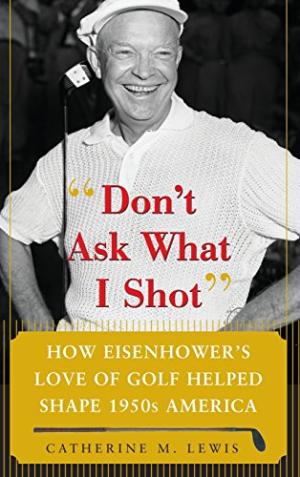 “Don’t
Ask What
I Shot”
HOW EISENHOWER’S
LOVE OF GOLF HELPED
SHAPE 1950s AMERICA
CATHERINE M. LEWIS